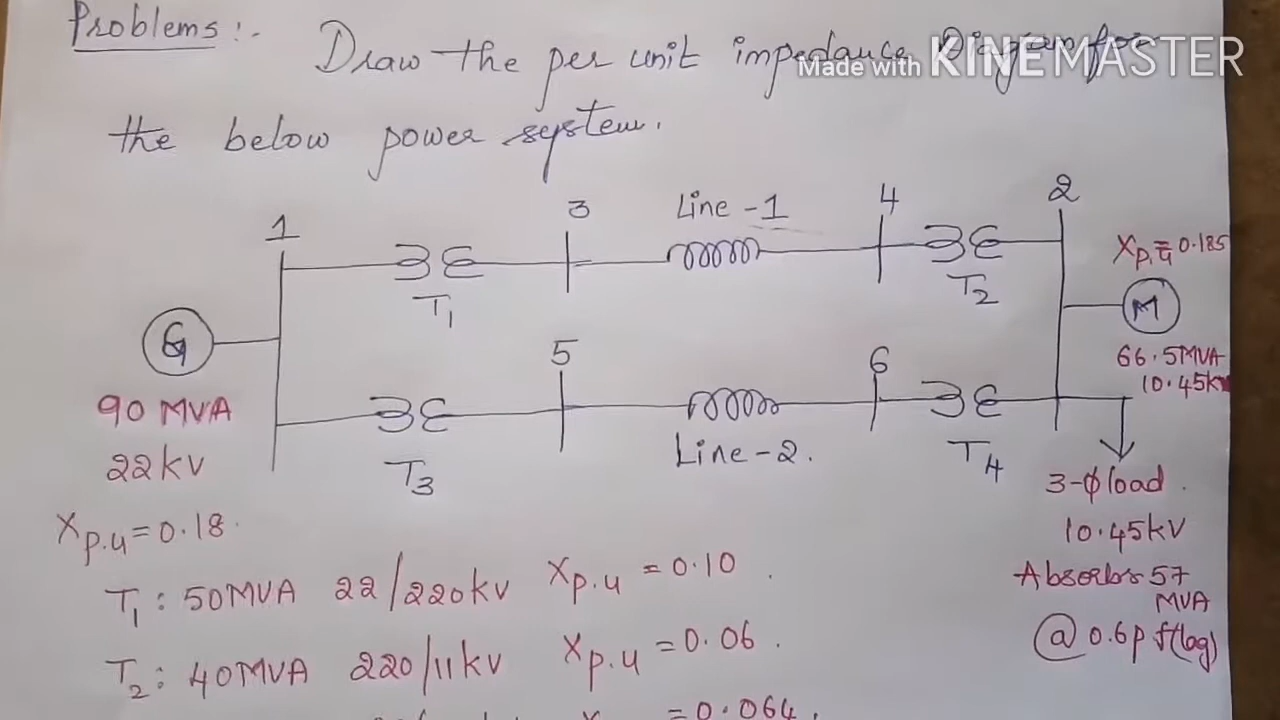 Problems:- Draw the per unit impedance Diagram for
Made with KINEMASTER
the below power system.
1
3
Line -1
4
2
T1
T2
Xp.u = 0.185
G
M
66.5MVA
10.45kV
90 MVA
22kV
Xp.u = 0.18
5
6
T3
Line -2.
T4
3-ϕ load
10.45kV
Absorbs 57
MVA
@ 0.6 p f (lag)
T1 : 50MVA 22/220kV Xp.u = 0.10
T2 : 40MVA 220/11kV Xp.u = 0.06
= 0.064